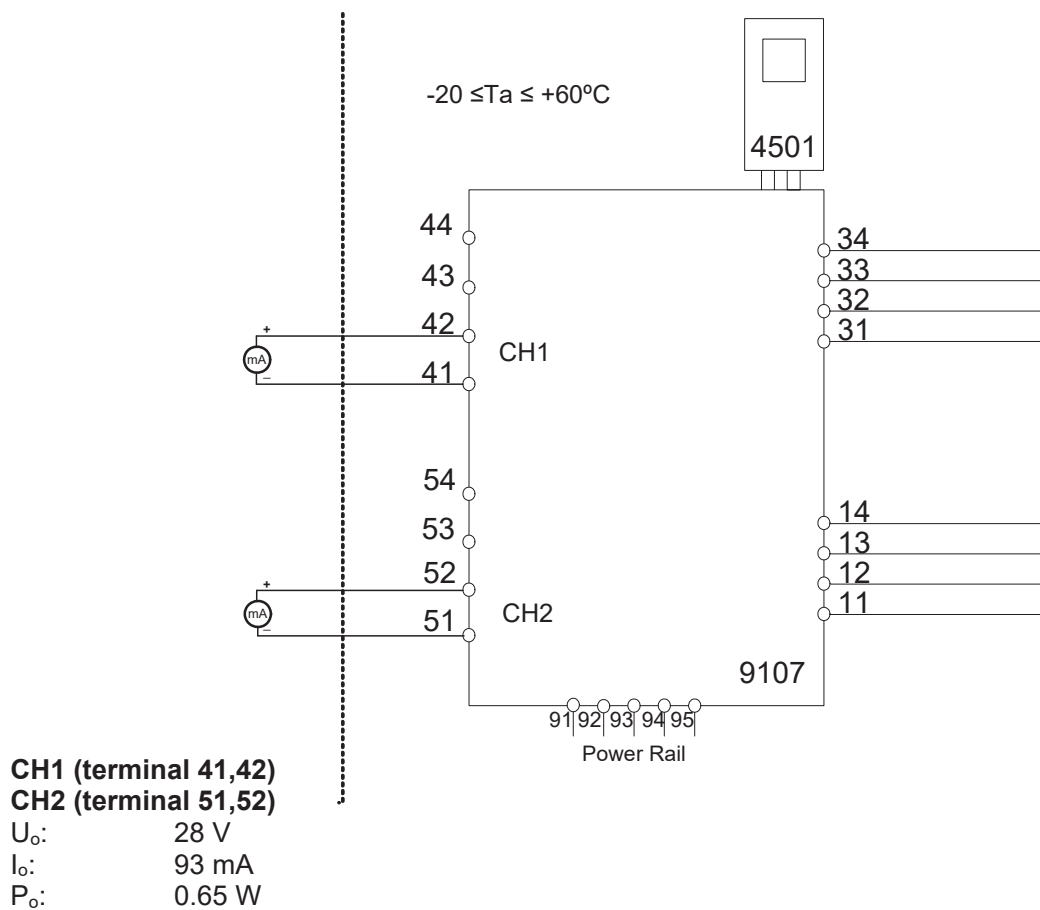 -20 ≤Ta ≤ +60ºC
4501
44
43
42
41
CH1
+
mA
–
54
53
52
51
CH2
+
mA
–
34
33
32
31
14
13
12
11
9107
91 92 93 94 95
Power Rail
CH1 (terminal 41,42)
CH2 (terminal 51,52)
Uₒ: 28 V
Iₒ: 93 mA
Pₒ: 0.65 W